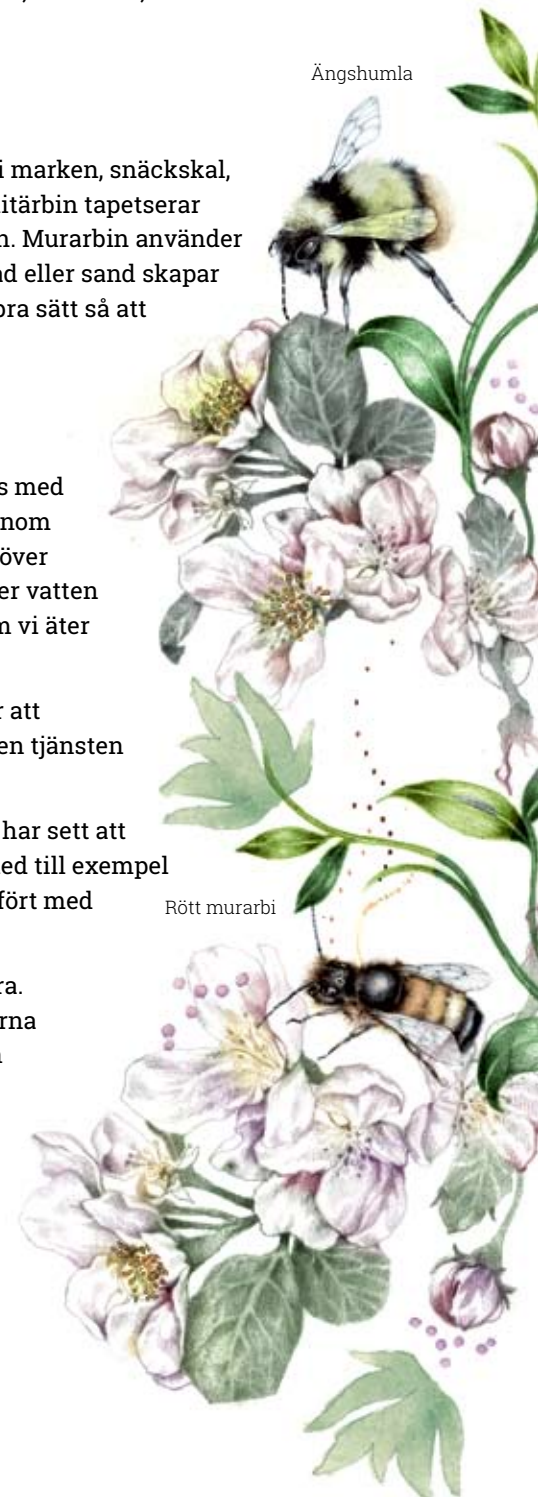 Ängshumla
i marken, snäckskal,
itärbin tapetserar
n. Murarbin använder
d eller sand skapar
ora sätt så att
s med
nom
över
er vatten
m vi äter
r att
en tjänsten
har sett att
ed till exempel
fört med
Rött murarbi
ra.
rna